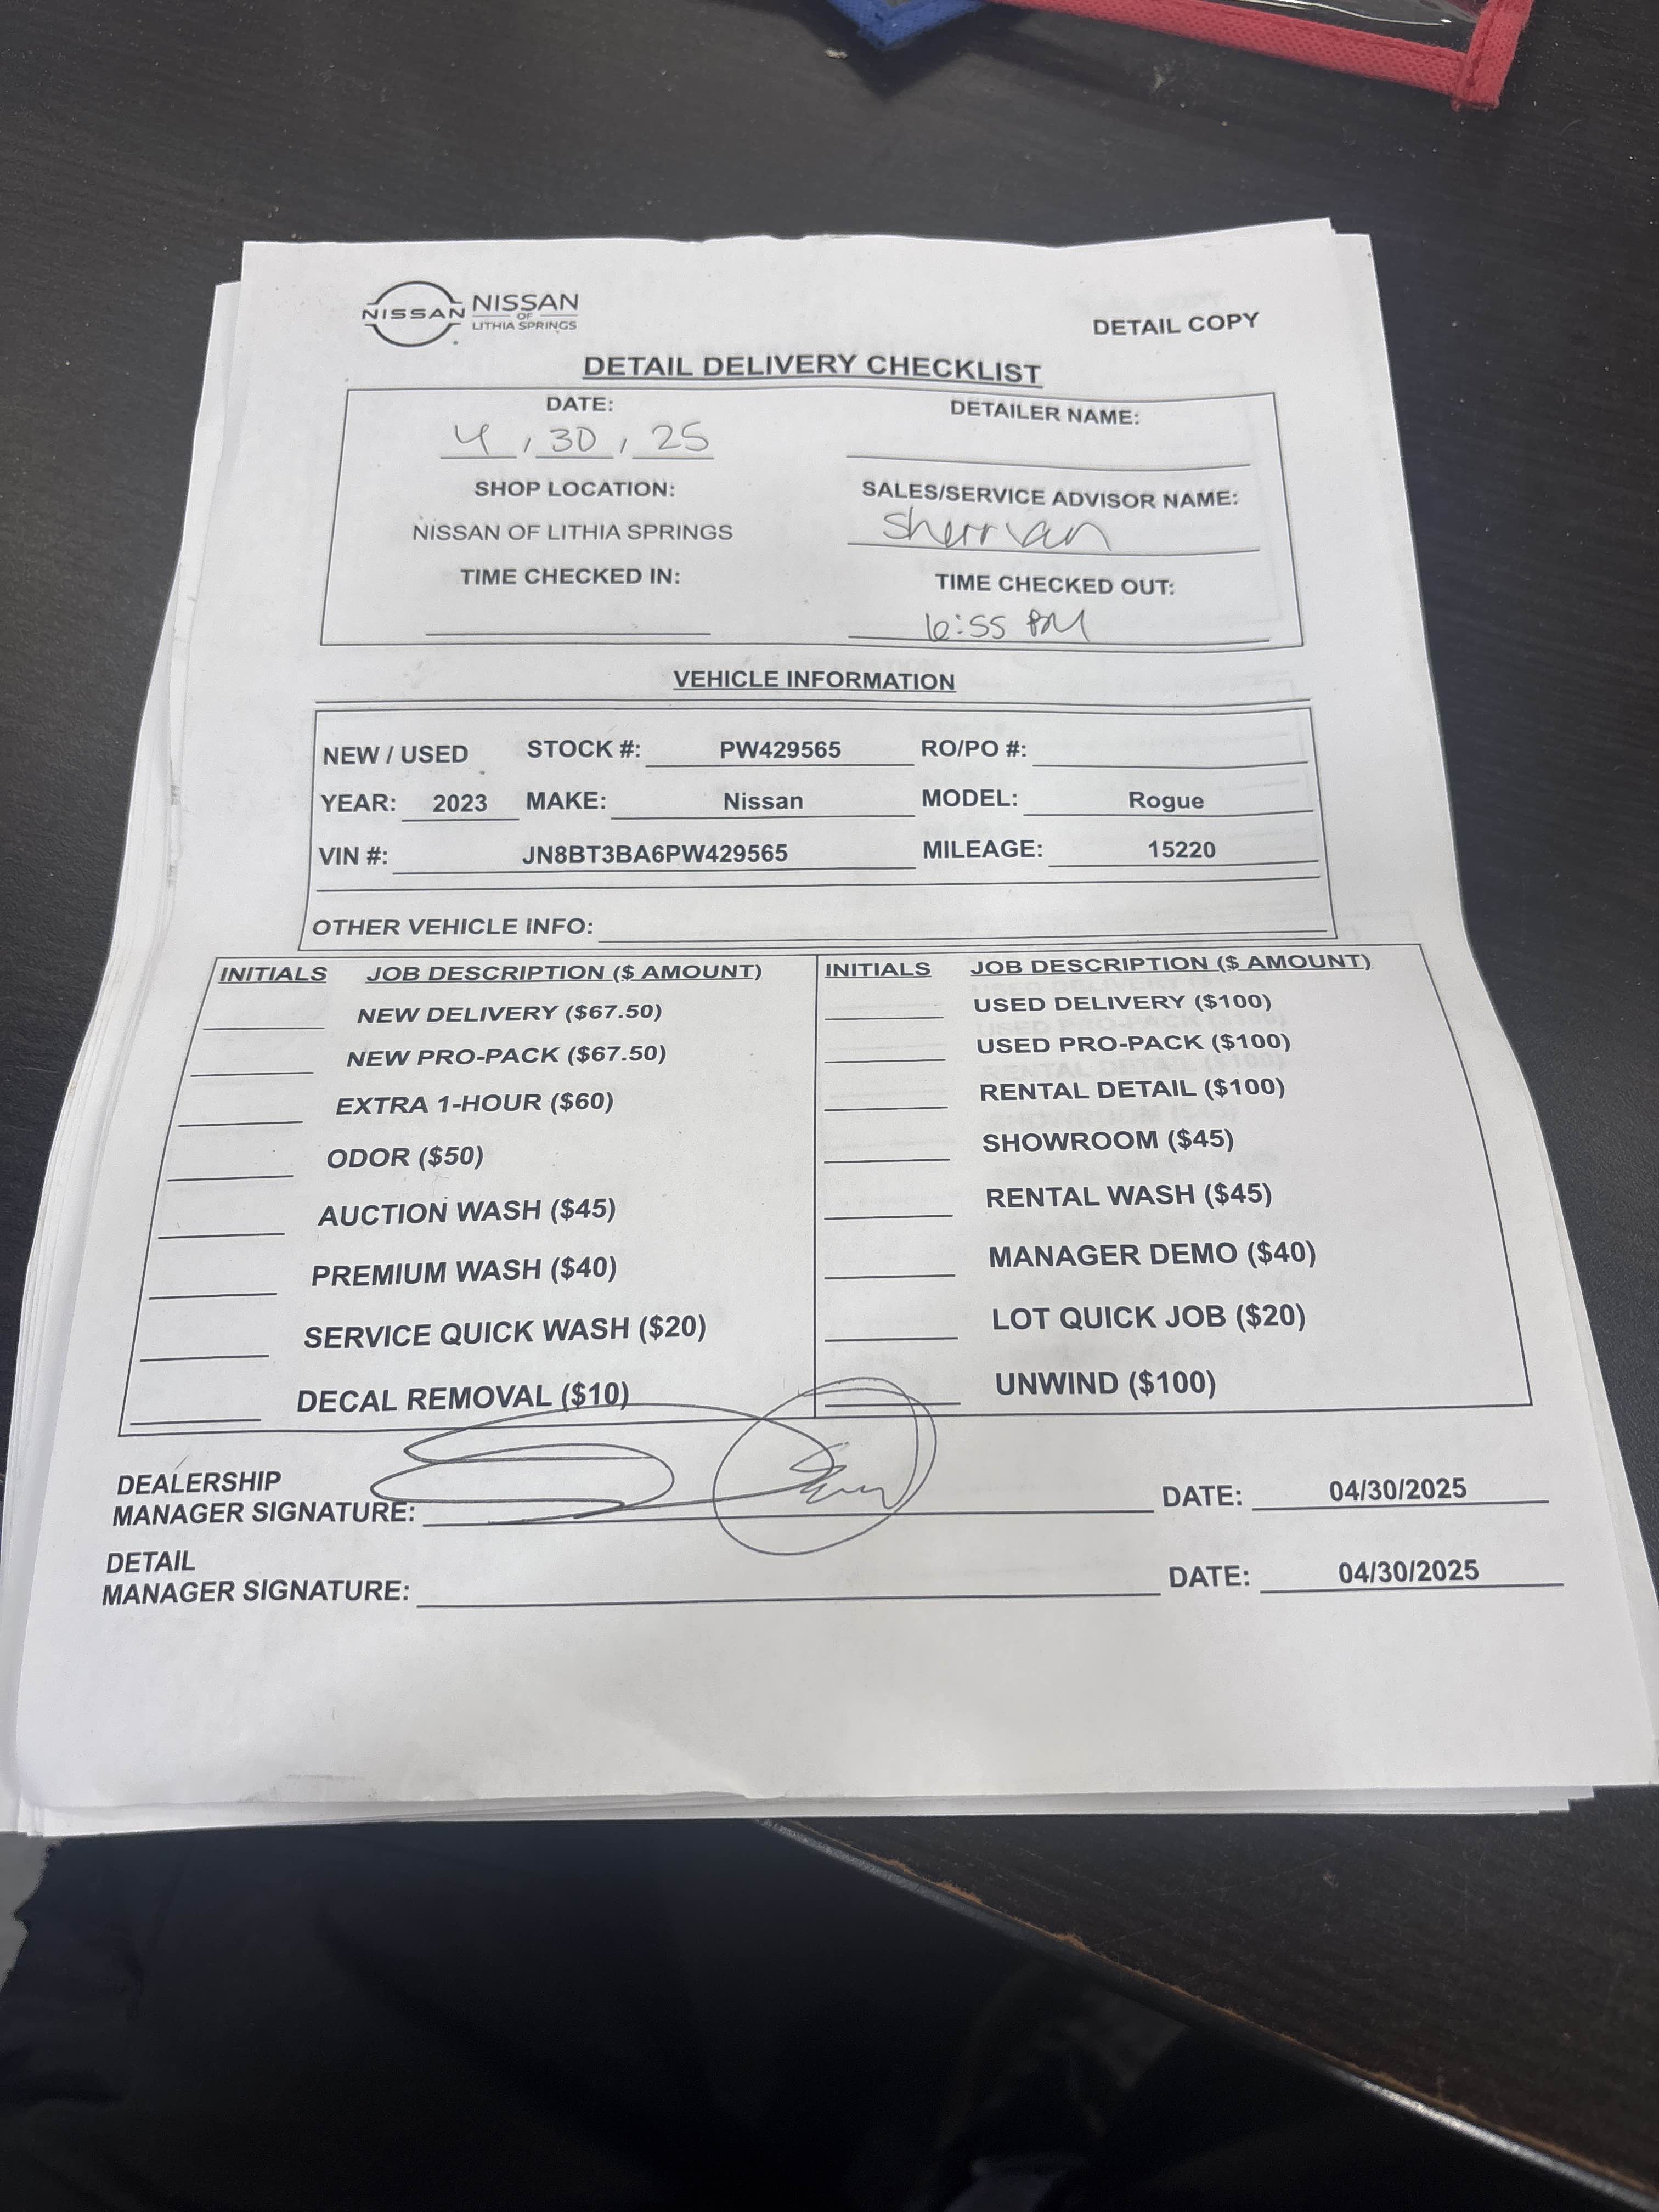 NISSAN NISSAN
OF
LITHIA SPRINGS
DETAIL COPY
DETAIL DELIVERY CHECKLIST
DATE: DETAILER NAME:
4 , 30 , 25
SHOP LOCATION: SALES/SERVICE ADVISOR NAME:
NISSAN OF LITHIA SPRINGS Sherrvan
TIME CHECKED IN: TIME CHECKED OUT:
6:55 PM
VEHICLE INFORMATION
NEW / USED STOCK #: PW429565 RO/PO #:
YEAR: 2023 MAKE: Nissan MODEL: Rogue
VIN #: JN8BT3BA6PW429565 MILEAGE: 15220
OTHER VEHICLE INFO:
INITIALS JOB DESCRIPTION ($ AMOUNT) INITIALS JOB DESCRIPTION ($ AMOUNT)
NEW DELIVERY ($67.50) USED DELIVERY ($100)
NEW PRO-PACK ($67.50) USED PRO-PACK ($100)
EXTRA 1-HOUR ($60) RENTAL DETAIL ($100)
ODOR ($50) SHOWROOM ($45)
AUCTION WASH ($45) RENTAL WASH ($45)
PREMIUM WASH ($40) MANAGER DEMO ($40)
SERVICE QUICK WASH ($20) LOT QUICK JOB ($20)
DECAL REMOVAL ($10) UNWIND ($100)
DEALERSHIP
MANAGER SIGNATURE: DATE: 04/30/2025
DETAIL
MANAGER SIGNATURE: DATE: 04/30/2025